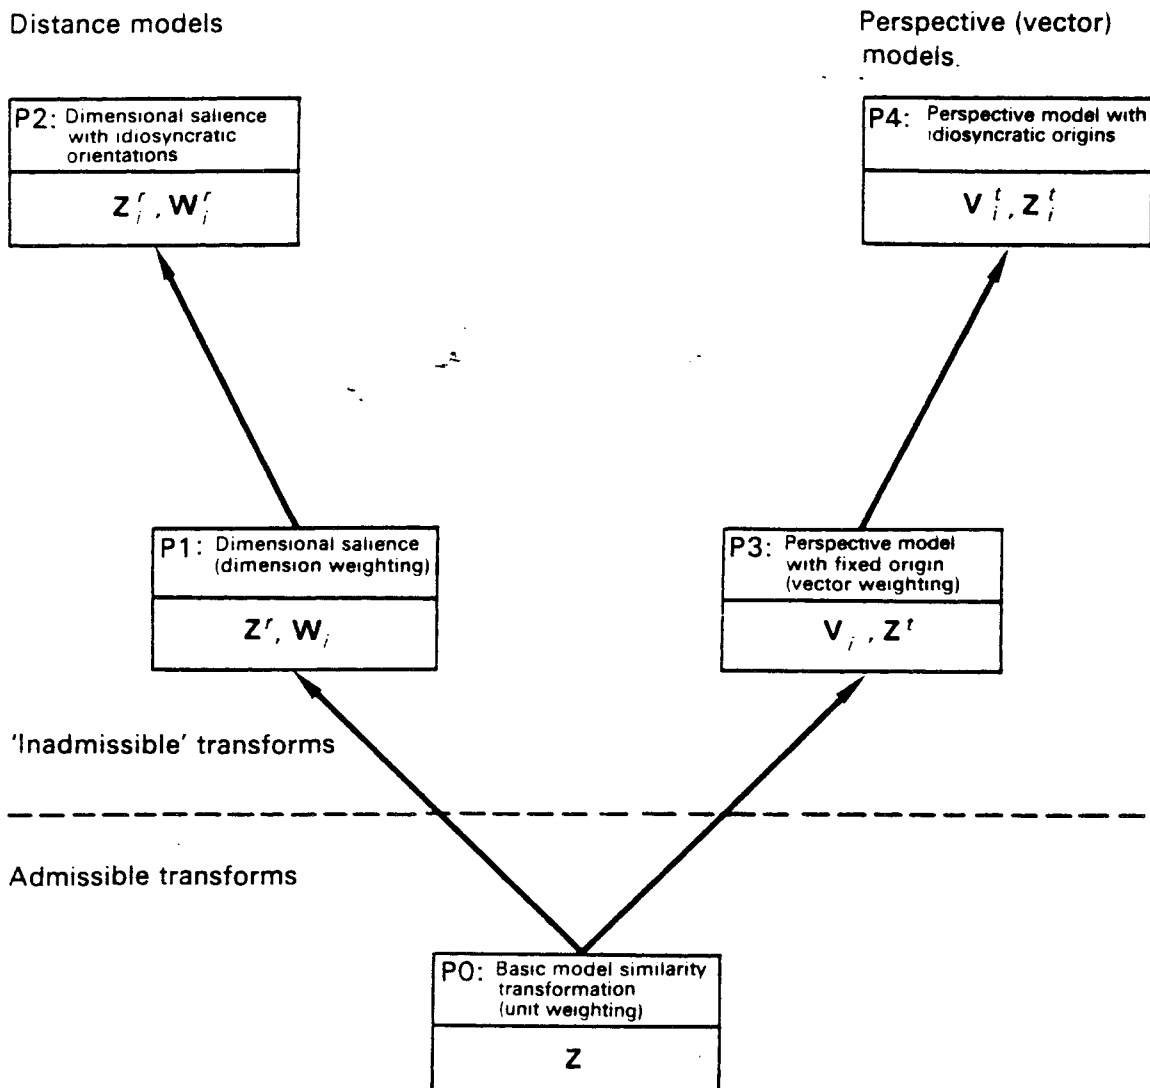 Distance models
Perspective (vector)
models.
P2: Dimensional salience
with idiosyncratic
orientations
Z_i^r, W_i^r
P4: Perspective model with
idiosyncratic origins
V_i^t, Z_i^t
P1: Dimensional salience
(dimension weighting)
Z^r, W_i
P3: Perspective model
with fixed origin
(vector weighting)
V_i, Z^t
'Inadmissible' transforms
Admissible transforms
P0: Basic model similarity
transformation
(unit weighting)
Z